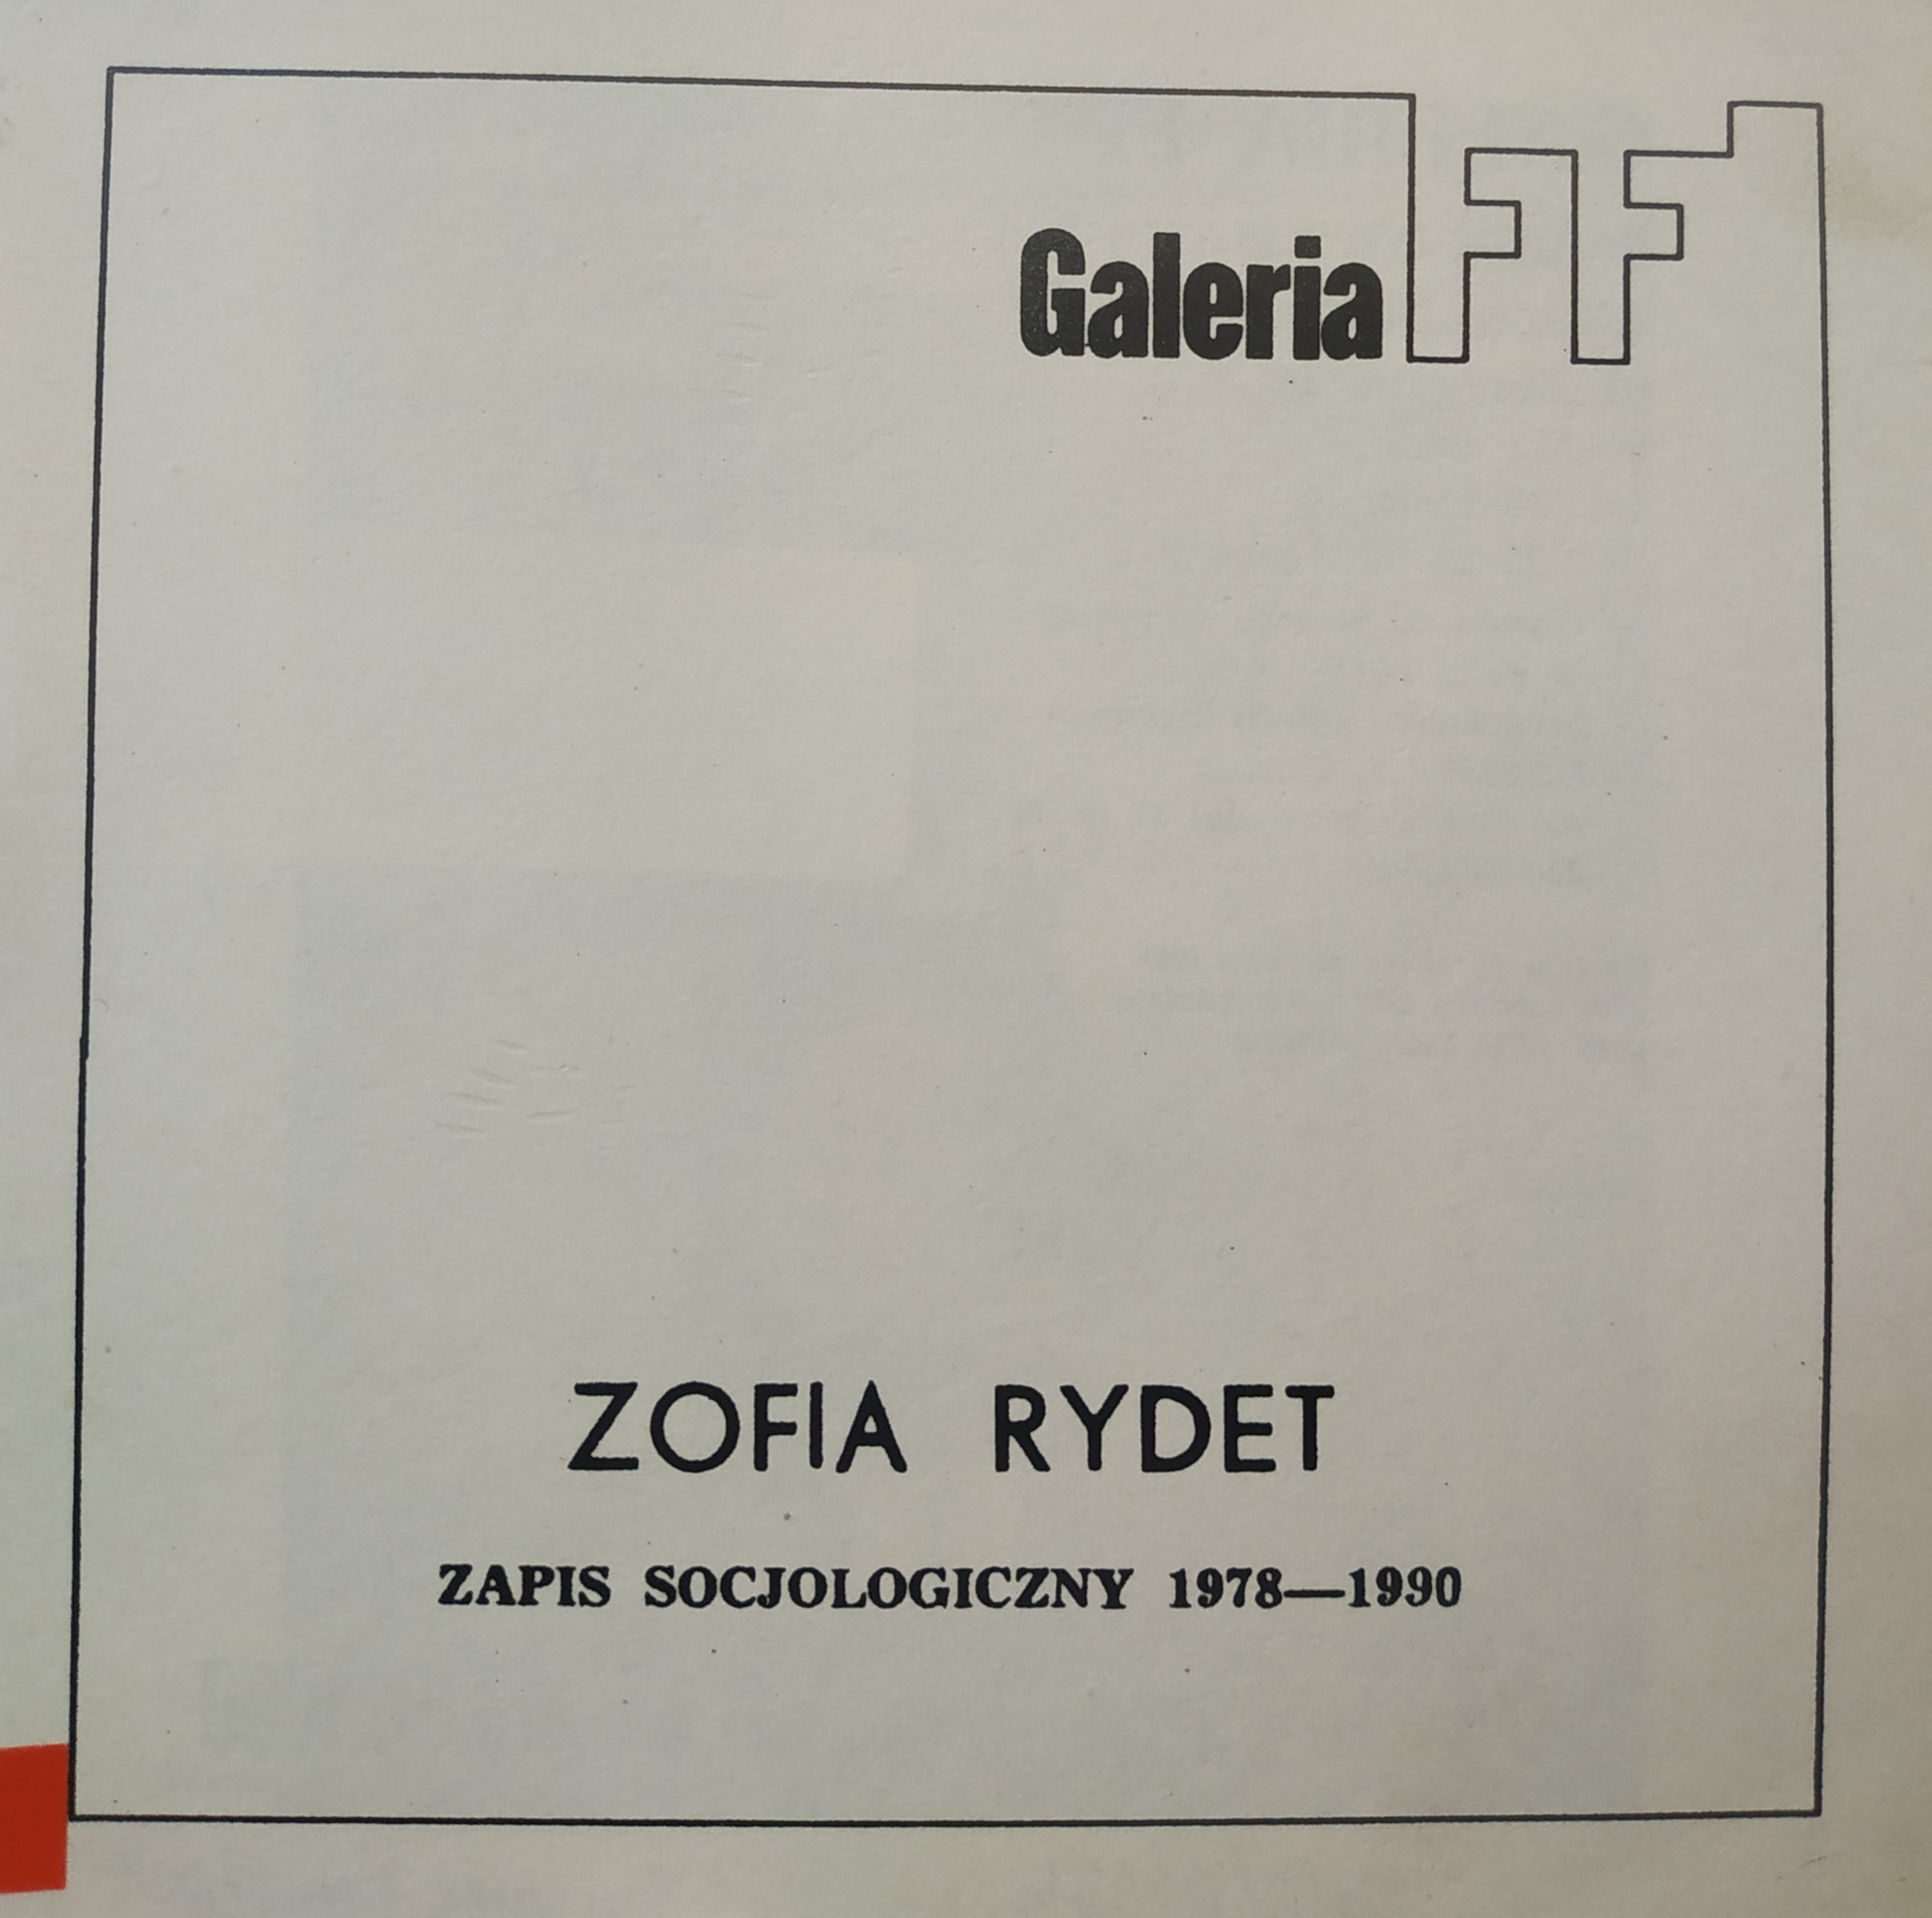 Galeria FF
ZOFIA RYDET
ZAPIS SOCJOLOGICZNY 1978—1990